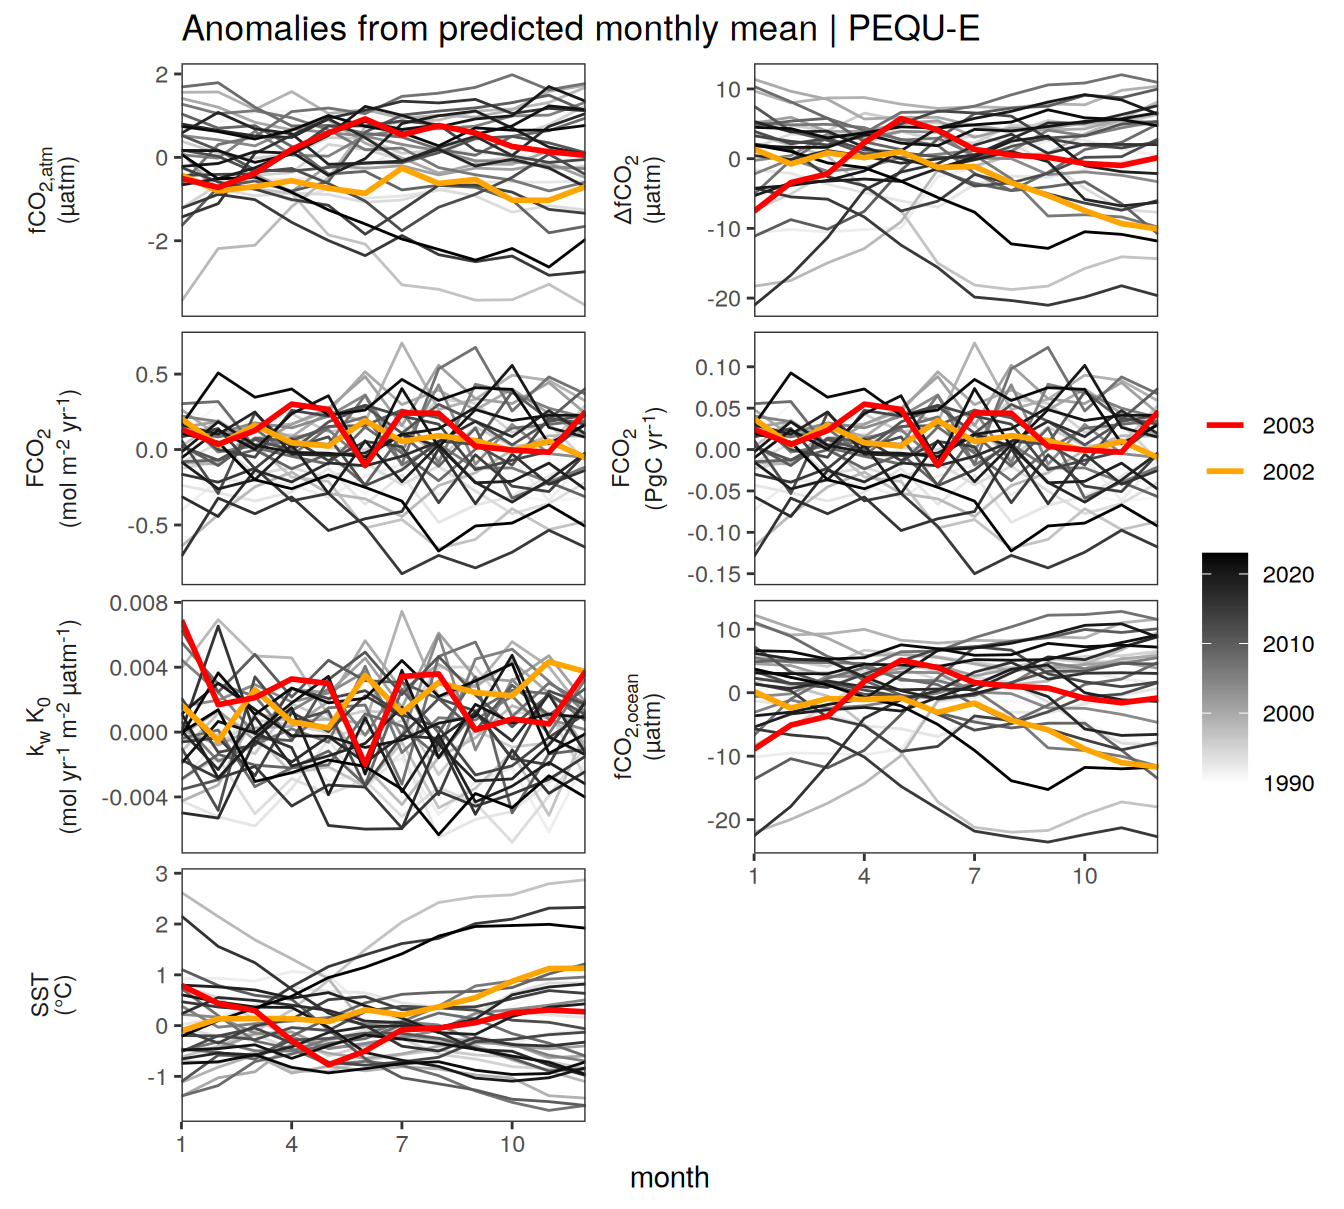 Anomalies from predicted monthly mean | PEQU-E
fCO2,atm
(µatm)
2
0
-2
ΔfCO2
(µatm)
10
0
-10
-20
FCO2
(mol m-2 yr-1)
0.5
0.0
-0.5
FCO2
(PgC yr-1)
0.10
0.05
0.00
-0.05
-0.10
-0.15
kw K0
(mol yr-1 m-2 µatm-1)
0.008
0.004
0.000
-0.004
fCO2,ocean
(µatm)
10
0
-10
-20
1 4 7 10
SST
(°C)
3
2
1
0
-1
1 4 7 10
month
2003
2002
2020
2010
2000
1990